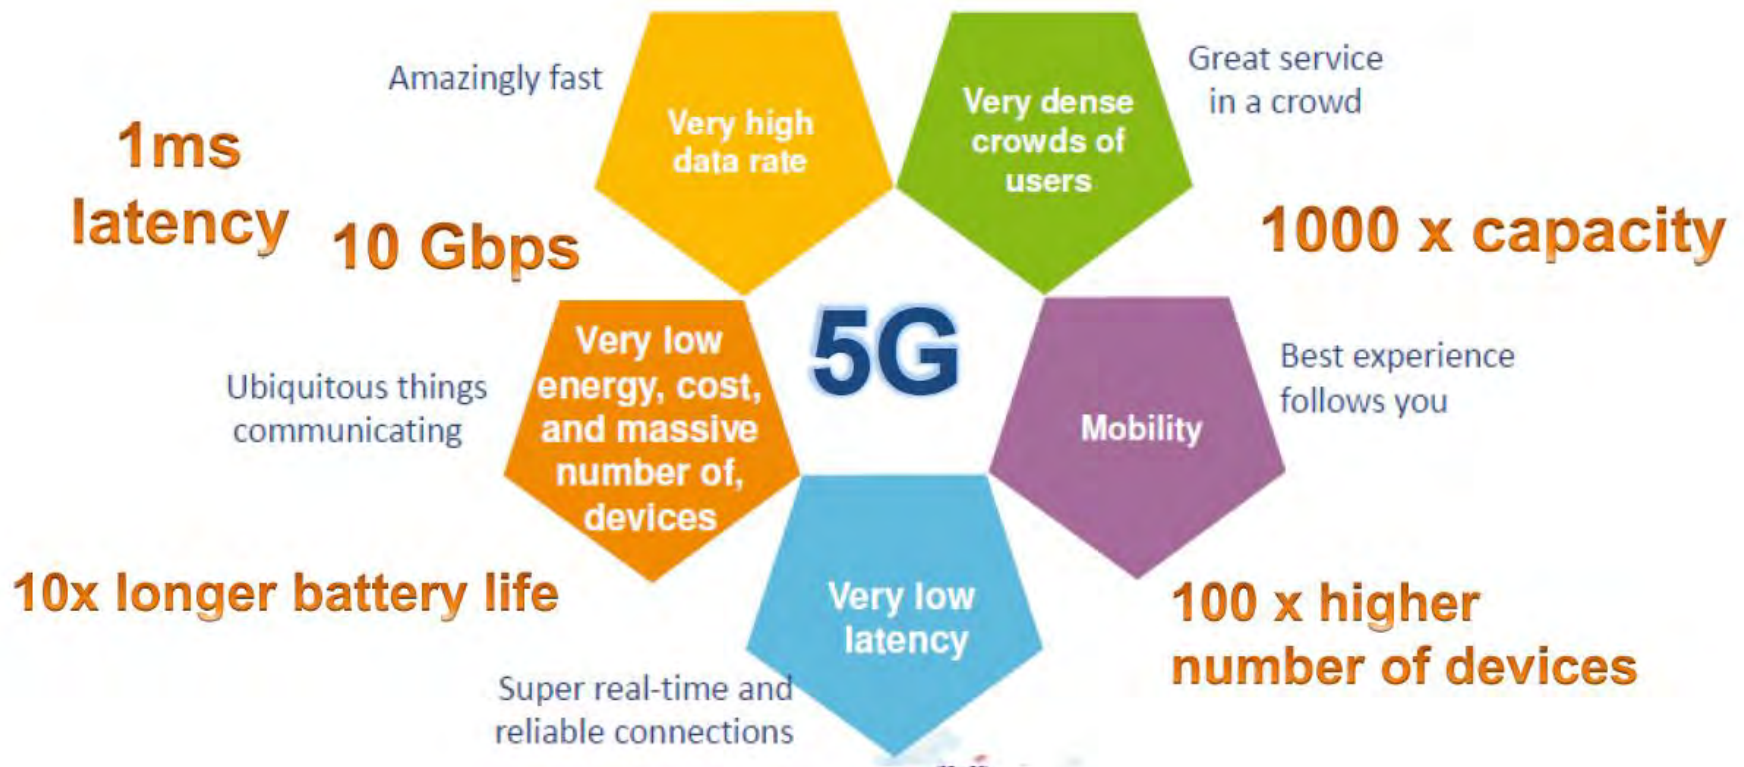 Amazingly fast
Very high
data rate
Very dense
crowds of
users
Great service
in a crowd
1ms
latency
10 Gbps
1000 x capacity
5G
Ubiquitous things
communicating
Very low
energy, cost,
and massive
number of,
devices
Mobility
Best experience
follows you
10x longer battery life
Very low
latency
100 x higher
number of devices
Super real-time and
reliable connections